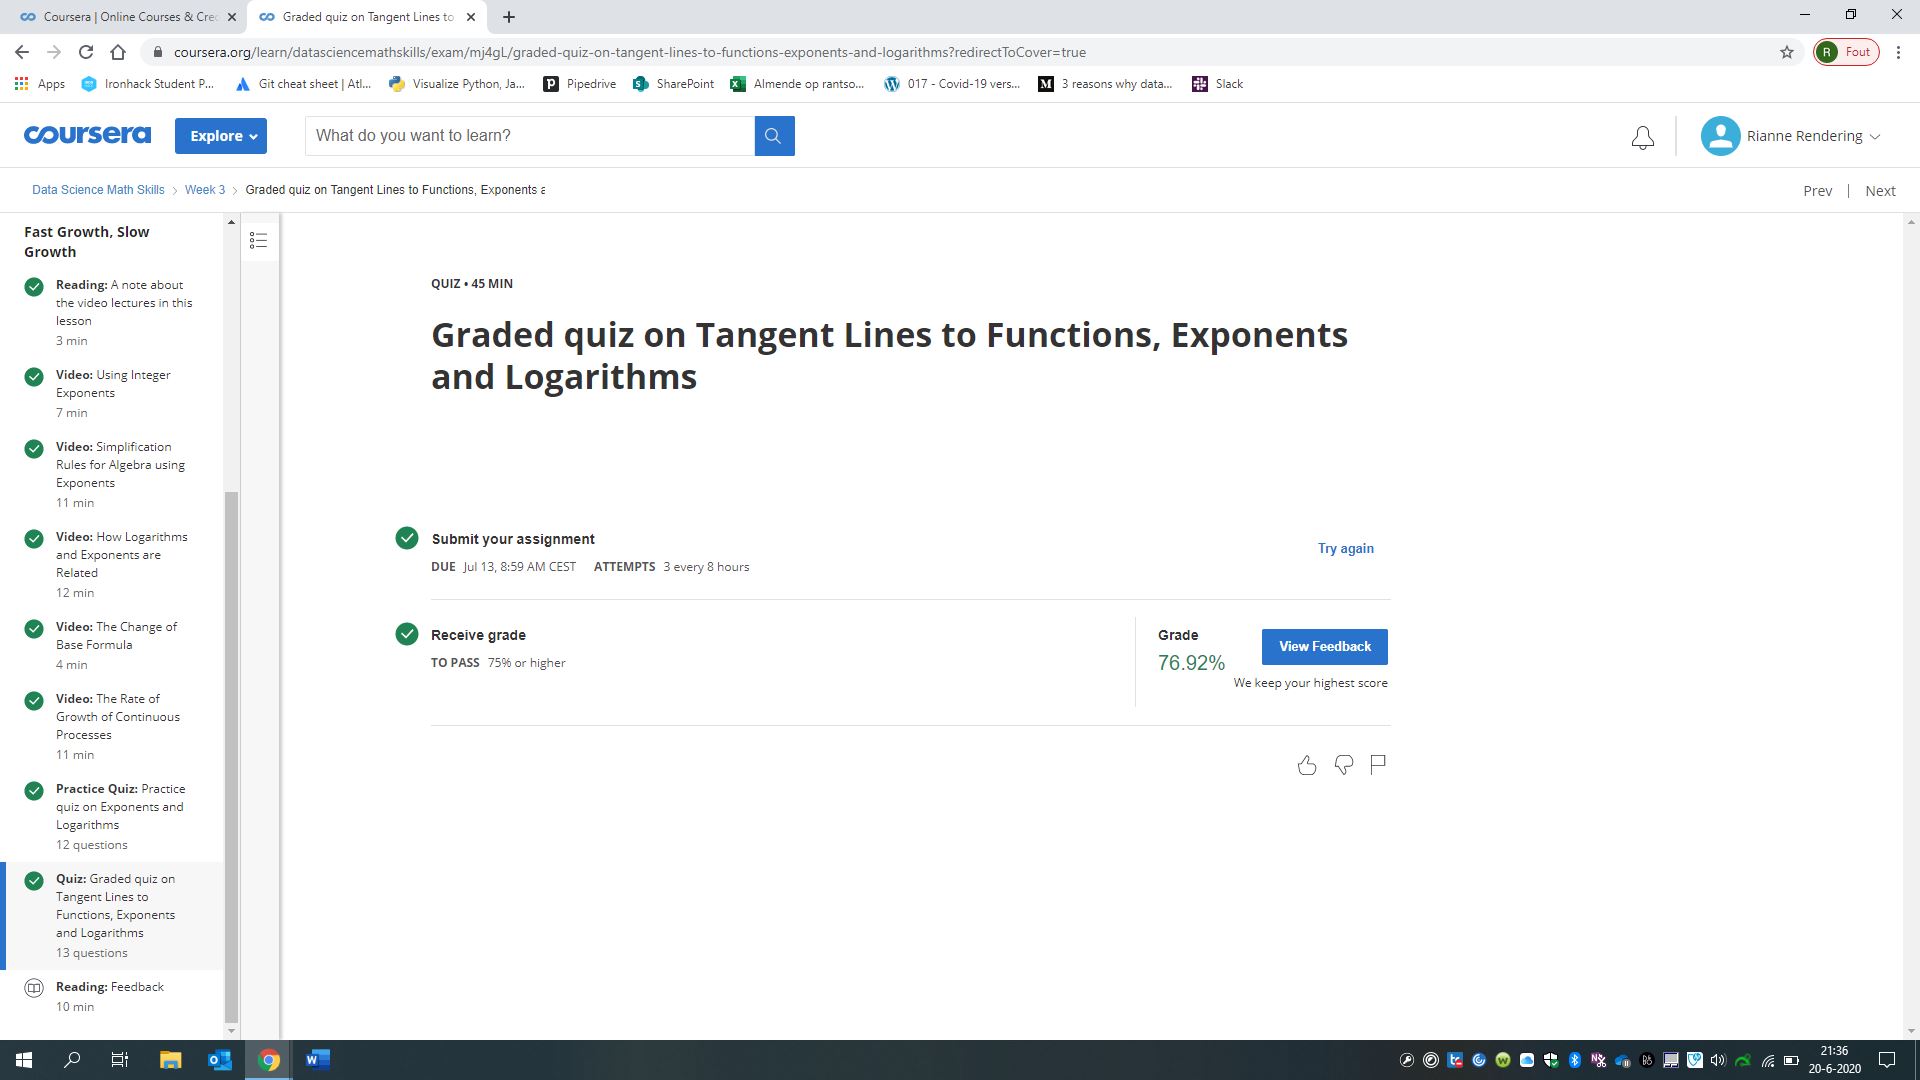 Coursera | Online Courses & Cre
Graded quiz on Tangent Lines to
coursera.org/learn/datasciencemathskills/exam/mj4gL/graded-quiz-on-tangent-lines-to-functions-exponents-and-logarithms?redirectToCover=true
R Fout
Apps
Ironhack Student P...
Git cheat sheet | Atl...
Visualize Python, Ja...
Pipedrive
SharePoint
Almende op rantso...
017 - Covid-19 vers...
3 reasons why data...
Slack
coursera
Explore
What do you want to learn?
Rianne Rendering
Data Science Math Skills
Week 3
Graded quiz on Tangent Lines to Functions, Exponents a
Prev | Next
Fast Growth, Slow
Growth
Reading: A note about
the video lectures in this
lesson
3 min
Video: Using Integer
Exponents
7 min
Video: Simplification
Rules for Algebra using
Exponents
11 min
Video: How Logarithms
and Exponents are
Related
12 min
Video: The Change of
Base Formula
4 min
Video: The Rate of
Growth of Continuous
Processes
11 min
Practice Quiz: Practice
quiz on Exponents and
Logarithms
12 questions
Quiz: Graded quiz on
Tangent Lines to
Functions, Exponents
and Logarithms
13 questions
Reading: Feedback
10 min
QUIZ • 45 MIN
Graded quiz on Tangent Lines to Functions, Exponents
and Logarithms
Submit your assignment
DUE Jul 13, 8:59 AM CEST ATTEMPTS 3 every 8 hours
Try again
Receive grade
TO PASS 75% or higher
Grade
76.92%
View Feedback
We keep your highest score
21:36
20-6-2020